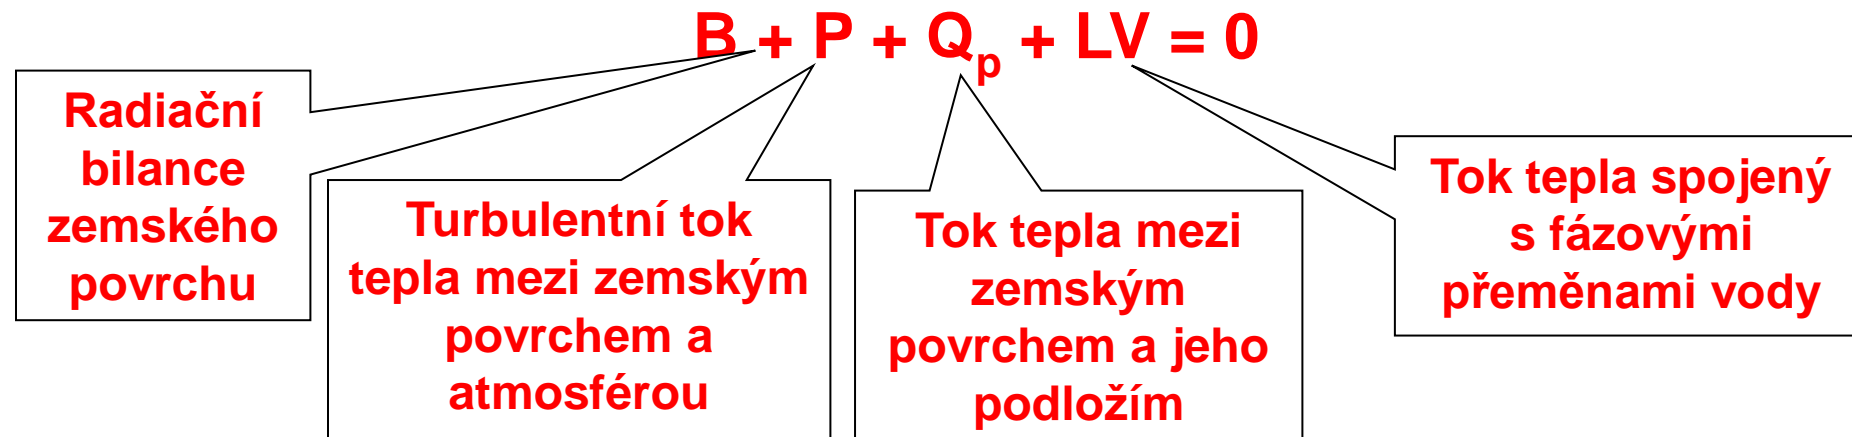 B + P + Qp + LV = 0
Radiační
bilance
zemského
povrchu
Turbulentní tok
tepla mezi zemským
povrchem a
atmosférou
Tok tepla mezi
zemským
povrchem a jeho
podložím
Tok tepla spojený
s fázovými
přeměnami vody